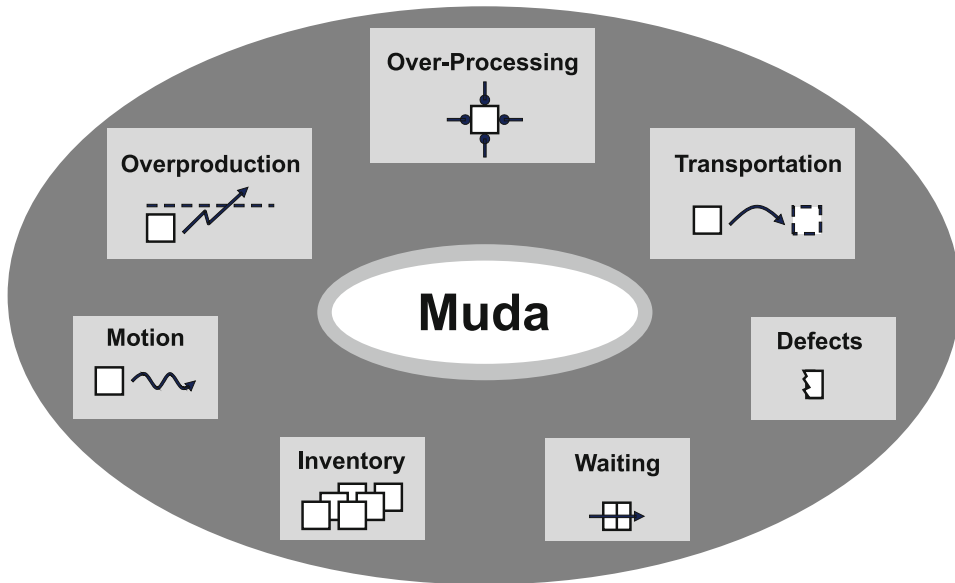 Over-Processing
Overproduction
Transportation
Muda
Motion
Defects
Inventory
Waiting